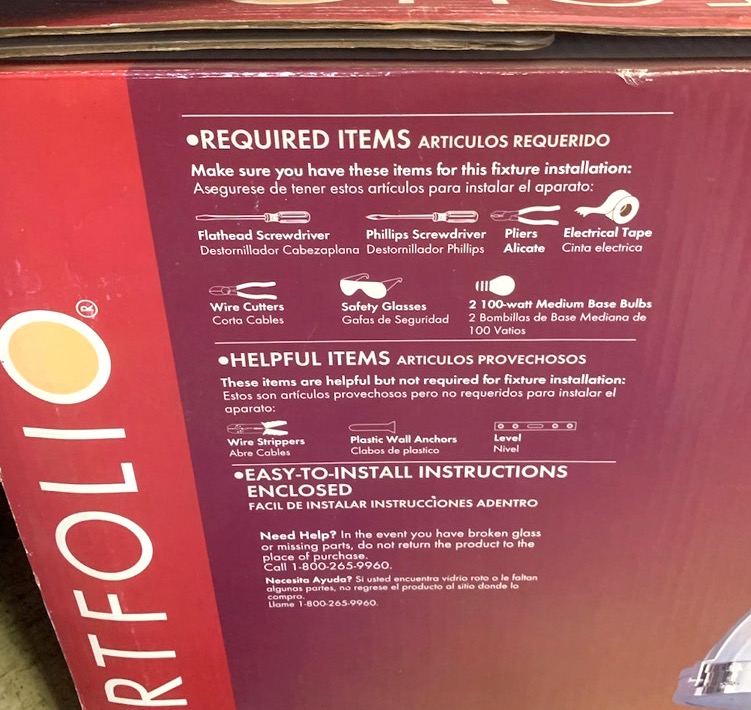 •REQUIRED ITEMS ARTICULOS REQUERIDO
Make sure you have these items for this fixture installation:
Asegurese de tener estos artículos para instalar el aparato:
Flathead Screwdriver
Destornillador Cabezaplana
Phillips Screwdriver
Destornillador Phillips
Pliers
Alicate
Electrical Tape
Cinta electrica
Wire Cutters
Corta Cables
Safety Glasses
Gafas de Seguridad
2 100-watt Medium Base Bulbs
2 Bombillas de Base Mediana de
100 Vatios
•HELPFUL ITEMS ARTICULOS PROVECHOSOS
These items are helpful but not required for fixture installation:
Estos son artículos provechosos pero no requeridos para instalar el
aparato:
Wire Strippers
Abre Cables
Plastic Wall Anchors
Clabos de plastico
Level
Nivel
•EASY-TO-INSTALL INSTRUCTIONS
ENCLOSED
FACIL DE INSTALAR INSTRUCCÌONES ADENTRO
Need Help? In the event you have broken glass
or missing parts, do not return the product to the
place of purchase.
Call 1-800-265-9960.
Necesita Ayuda? Si usted encuentra vidrio roto o le faltan
algunas partes, no regrese el producto al sitio donde lo
compro.
Llame 1-800-265-9960.
RTFOLIO®